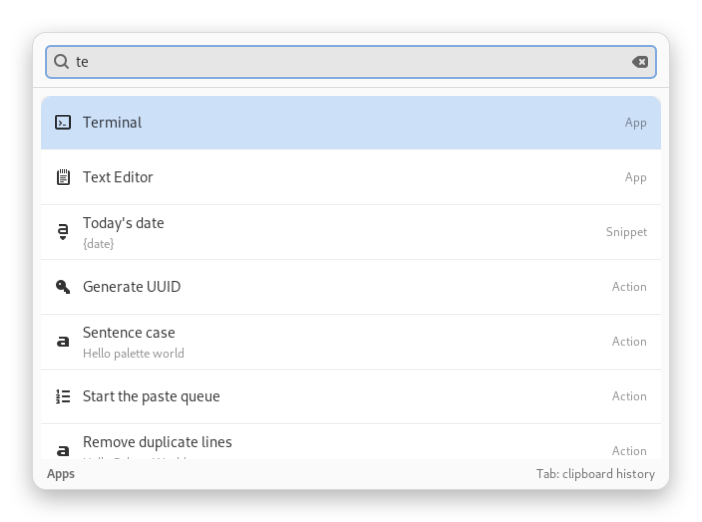 te
Terminal App
Text Editor App
Today's date
{date}
Snippet
Generate UUID Action
Sentence case
Hello palette world
Action
Start the paste queue Action
Remove duplicate lines
Action
Apps Tab: clipboard history